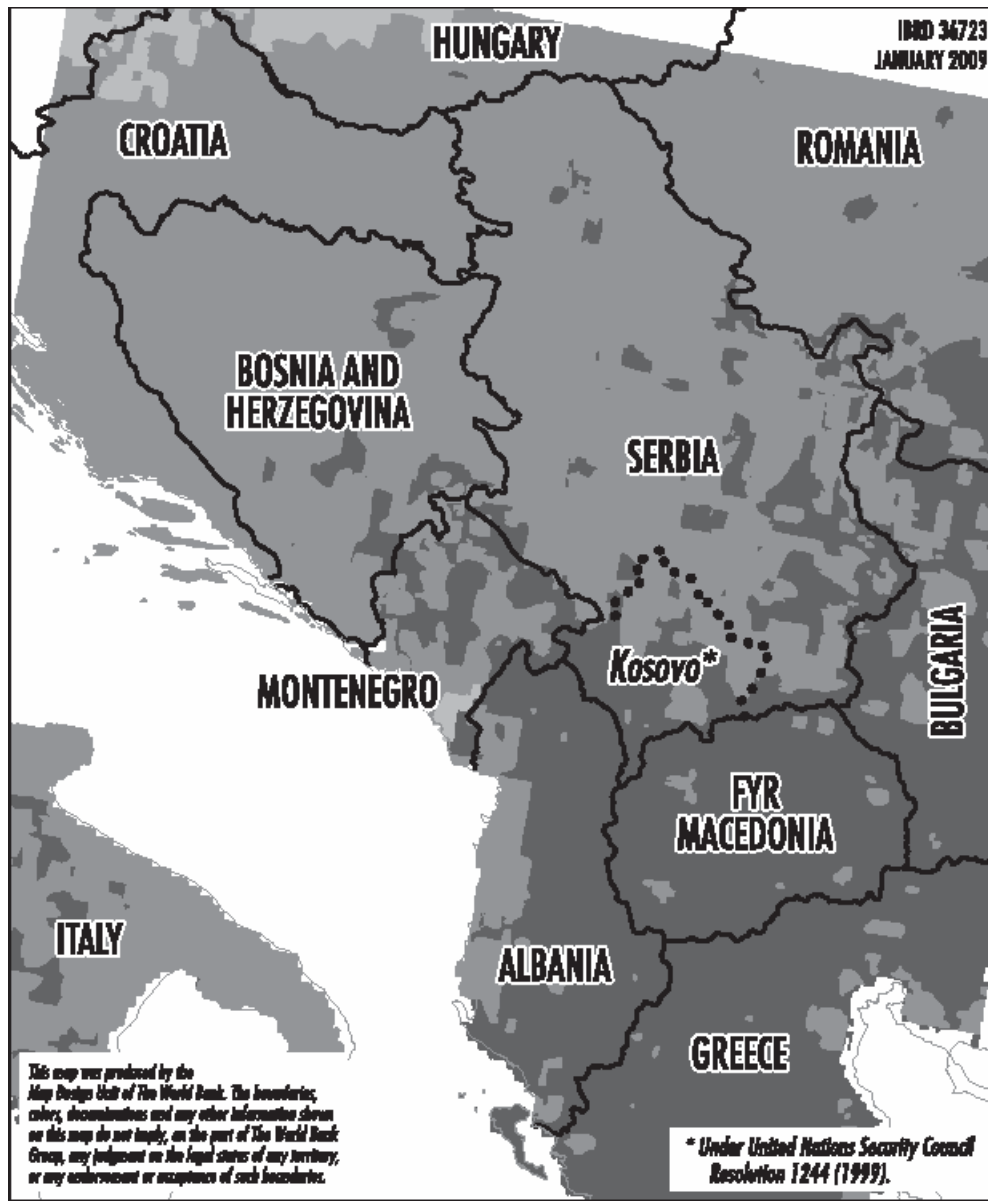 HUNGARY
IBRD 36723
JANUARY 2009
CROATIA
ROMANIA
BOSNIA AND
HERZEGOVINA
SERBIA
BULGARIA
Kosovo*
MONTENEGRO
FYR
MACEDONIA
ITALY
ALBANIA
GREECE
This map was produced by the
Map Design Unit of The World Bank. The boundaries,
colors, denominations and any other information shown
on this map do not imply, on the part of The World Bank
Group, any judgment on the legal status of any territory,
or any endorsement or acceptance of such boundaries.
* Under United Nations Security Council
Resolution 1244 (1999).